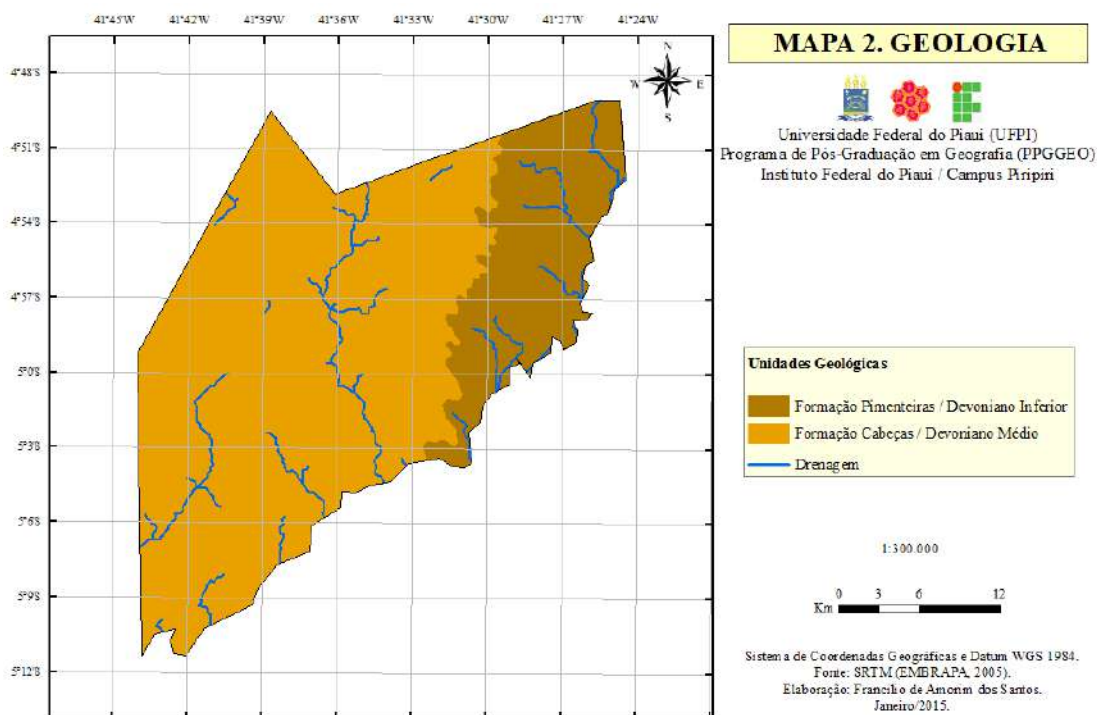 41°45'W 41°42'W 41°39'W 41°36'W 41°33'W 41°30'W 41°27'W 41°24'W
4°48'S
4°51'S
4°54'S
4°57'S
5°0'S
5°3'S
5°6'S
5°9'S
5°12'S
N
W E
S
MAPA 2. GEOLOGIA
Universidade Federal do Piaui (UFPI)
Programa de Pós-Graduação em Geografia (PPGGEO)
Instituto Federal do Piaui / Campus Piripiri
Unidades Geológicas
Formação Pimenteiras / Devoniano Inferior
Formação Cabeças / Devoniano Médio
Drenagem
1:300.000
Km 0 3 6 12
Sistema de Coordenadas Geográficas e Datum WGS 1984.
Fonte: SRTM (EMBRAPA, 2005).
Elaboração: Francílio de Amorim dos Santos.
Janeiro/2015.